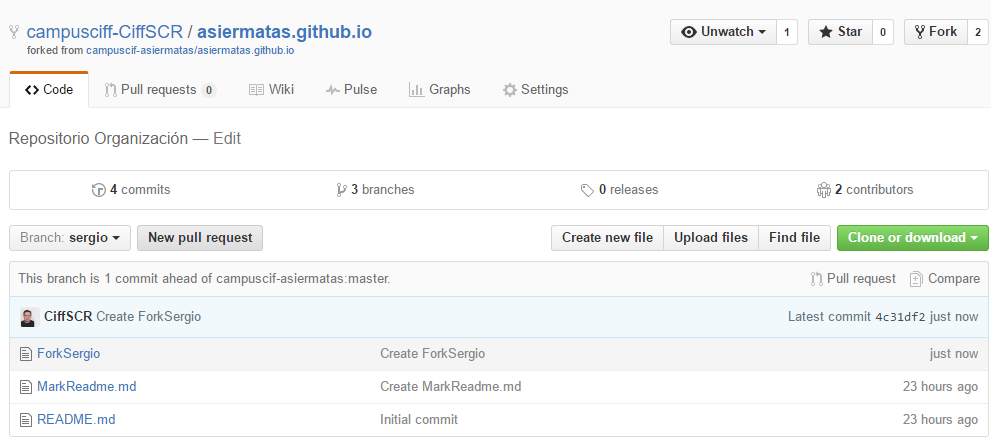 campusciff-CiffSCR / asiermatas.github.io Unwatch 1 Star 0 Fork 2
forked from campuscif-asiermatas/asiermatas.github.io
Code Pull requests 0 Wiki Pulse Graphs Settings
Repositorio Organización — Edit
4 commits 3 branches 0 releases 2 contributors
Branch: sergio New pull request Create new file Upload files Find file Clone or download
This branch is 1 commit ahead of campuscif-asiermatas:master. Pull request Compare
CiffSCR Create ForkSergio Latest commit 4c31df2 just now
ForkSergio Create ForkSergio just now
MarkReadme.md Create MarkReadme.md 23 hours ago
README.md Initial commit 23 hours ago